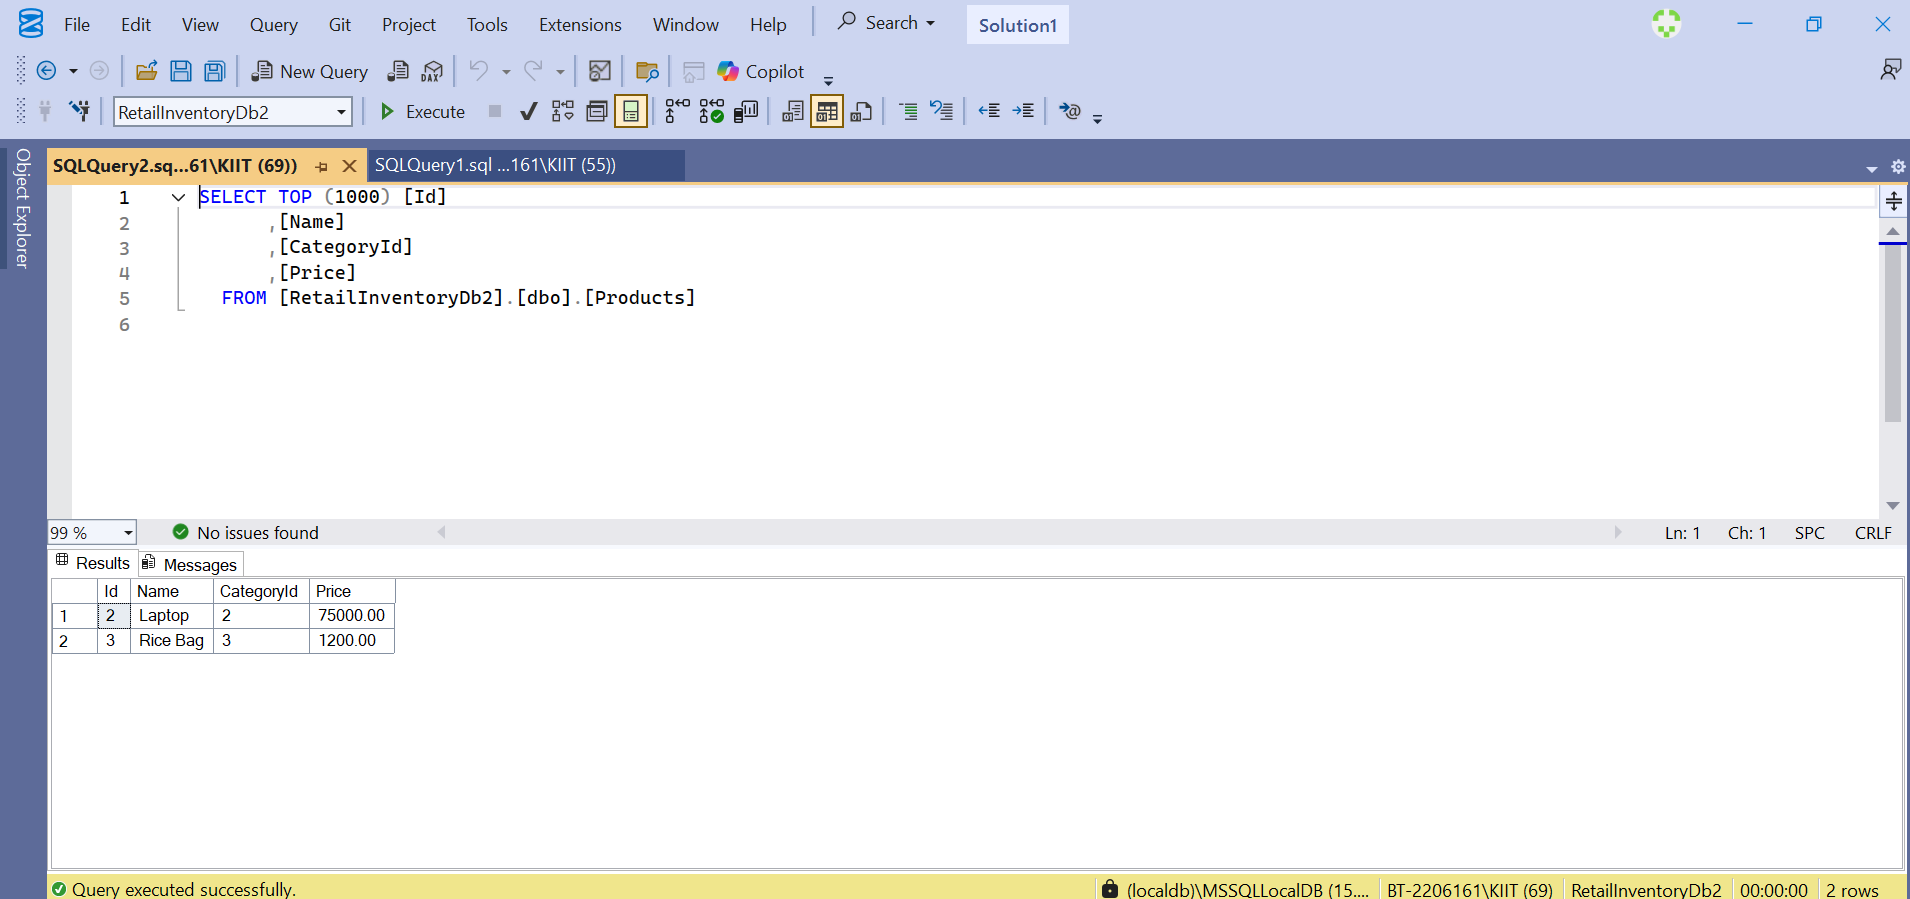 File Edit View Query Git Project Tools Extensions Window Help Search Solution1
New Query DAX Copilot
RetailInventoryDb2 Execute
Object Explorer
SQLQuery2.sq...61\KIIT (69)) SQLQuery1.sql ...161\KIIT (55))
1 SELECT TOP (1000) [Id]
2 ,[Name]
3 ,[CategoryId]
4 ,[Price]
5 FROM [RetailInventoryDb2].[dbo].[Products]
6
99 % No issues found Ln: 1 Ch: 1 SPC CRLF
Results Messages
Id Name CategoryId Price
1 2 Laptop 2 75000.00
2 3 Rice Bag 3 1200.00
Query executed successfully. (localdb)\MSSQLLocalDB (15.... BT-2206161\KIIT (69) RetailInventoryDb2 00:00:00 2 rows